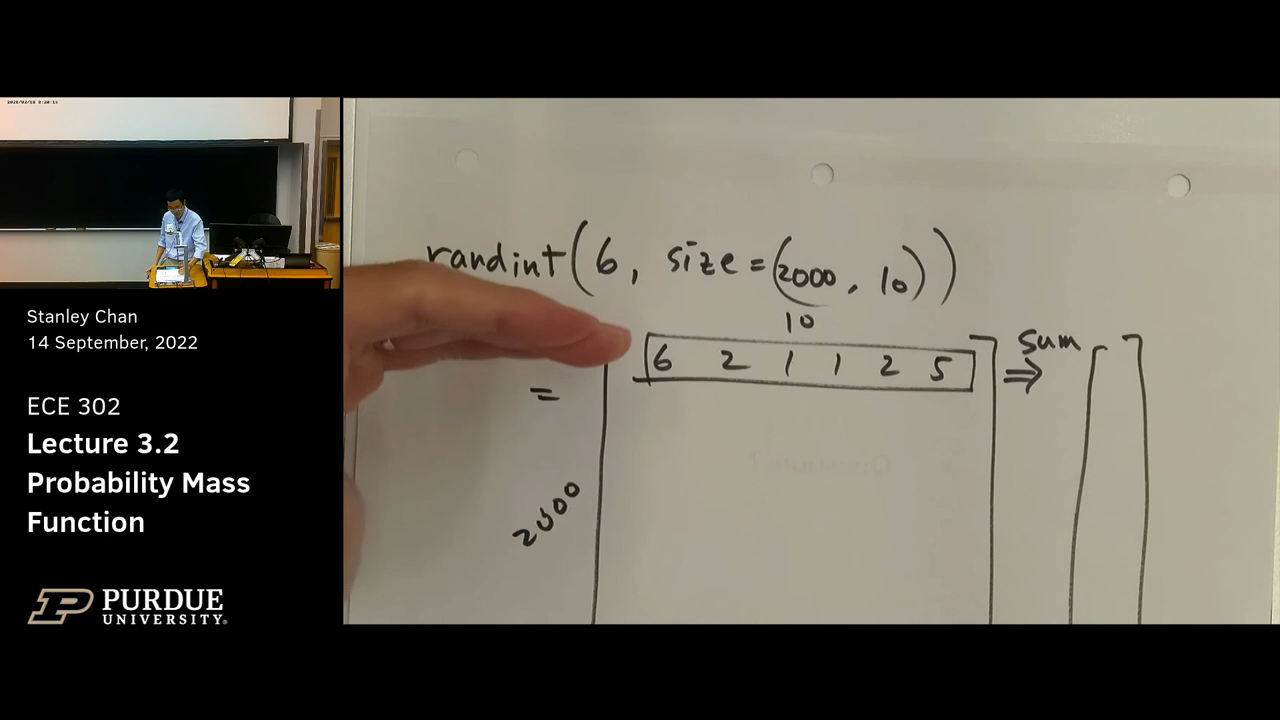 Stanley Chan
14 September, 2022
ECE 302
Lecture 3.2
Probability Mass
Function
PURDUE
UNIVERSITY.
randint(6, size=(2000, 10))
10
6 2 1 1 2 5
sum
⇒
=
2000